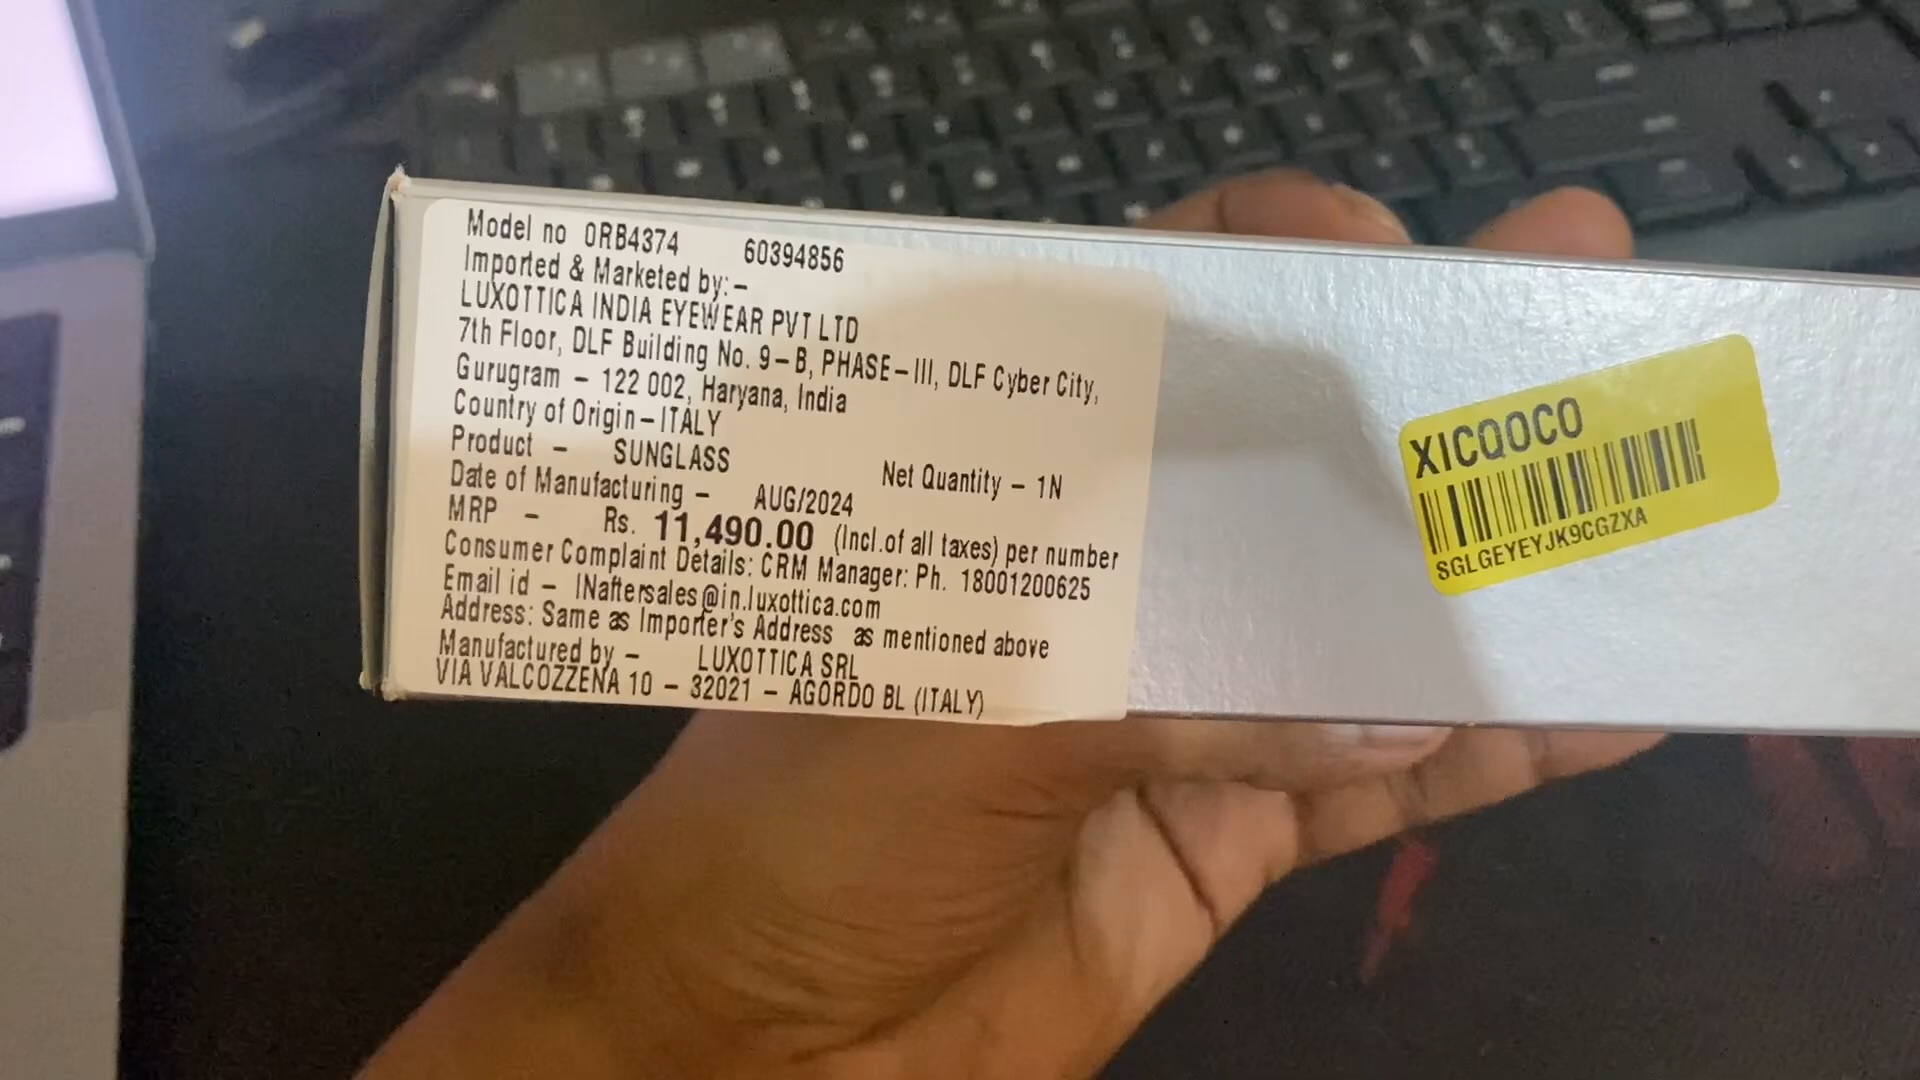 Model no 0RB4374 60394856
Imported & Marketed by:-
LUXOTTICA INDIA EYEWEAR PVT LTD
7th Floor, DLF Building No. 9-B, PHASE-III, DLF Cyber City,
Gurugram - 122 002, Haryana, India
Country of Origin-ITALY
Product - SUNGLASS Net Quantity - 1N
Date of Manufacturing - AUG/2024
MRP - Rs. 11,490.00 (Incl.of all taxes) per number
Consumer Complaint Details: CRM Manager: Ph. 18001200625
Email id - INaftersales@in.luxottica.com
Address: Same as Importer's Address as mentioned above
Manufactured by - LUXOTTICA SRL
VIA VALCOZZENA 10 - 32021 - AGORDO BL (ITALY)
XICQOCO
SGLGEYEYJK9CGZXA